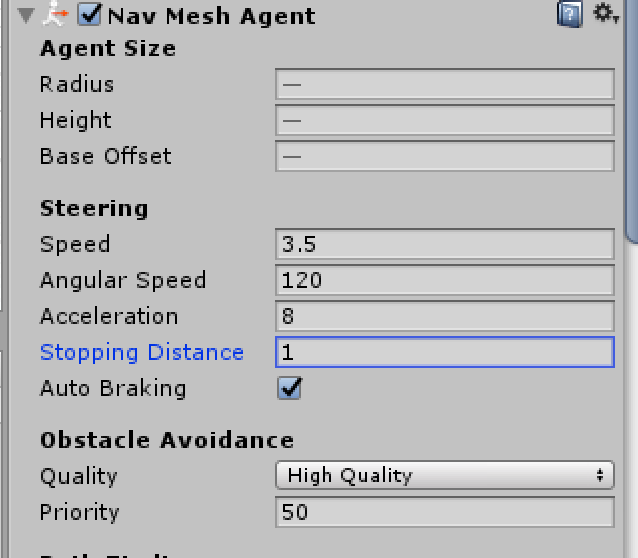 Nav Mesh Agent
Agent Size
Radius —
Height —
Base Offset —
Steering
Speed 3.5
Angular Speed 120
Acceleration 8
Stopping Distance 1
Auto Braking
Obstacle Avoidance
Quality High Quality
Priority 50